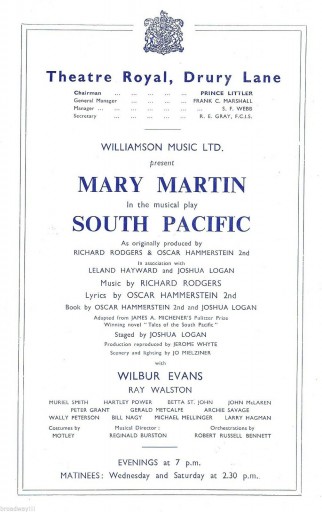 Theatre Royal, Drury Lane
Chairman ... ... ... ... PRINCE LITTLER
General Manager ... ... ... FRANK C. MARSHALL
Manager ... ... ... ... ... S. F. WEBB
Secretary ... ... ... ... R. E. GRAY, F.C.I.S.
WILLIAMSON MUSIC LTD.
present
MARY MARTIN
In the musical play
SOUTH PACIFIC
As originally produced by
RICHARD RODGERS & OSCAR HAMMERSTEIN 2nd
In association with
LELAND HAYWARD and JOSHUA LOGAN
Music by RICHARD RODGERS
Lyrics by OSCAR HAMMERSTEIN 2nd
Book by OSCAR HAMMERSTEIN 2nd and JOSHUA LOGAN
Adapted from JAMES A. MICHENER'S Pulitzer Prize
Winning novel "Tales of the South Pacific"
Staged by JOSHUA LOGAN
Production reproduced by JEROME WHYTE
Scenery and lighting by JO MIELZINER
with
WILBUR EVANS
RAY WALSTON
MURIEL SMITH HARTLEY POWER BETTA ST. JOHN JOHN McLAREN
PETER GRANT GERALD METCALFE ARCHIE SAVAGE
WALLY PETERSON BILL NAGY MICHAEL MELLINGER LARRY HAGMAN
Costumes by Musical Director : Orchestrations by
MOTLEY REGINALD BURSTON ROBERT RUSSELL BENNETT
EVENINGS at 7 p.m.
MATINEES: Wednesday and Saturday at 2.30 p.m.